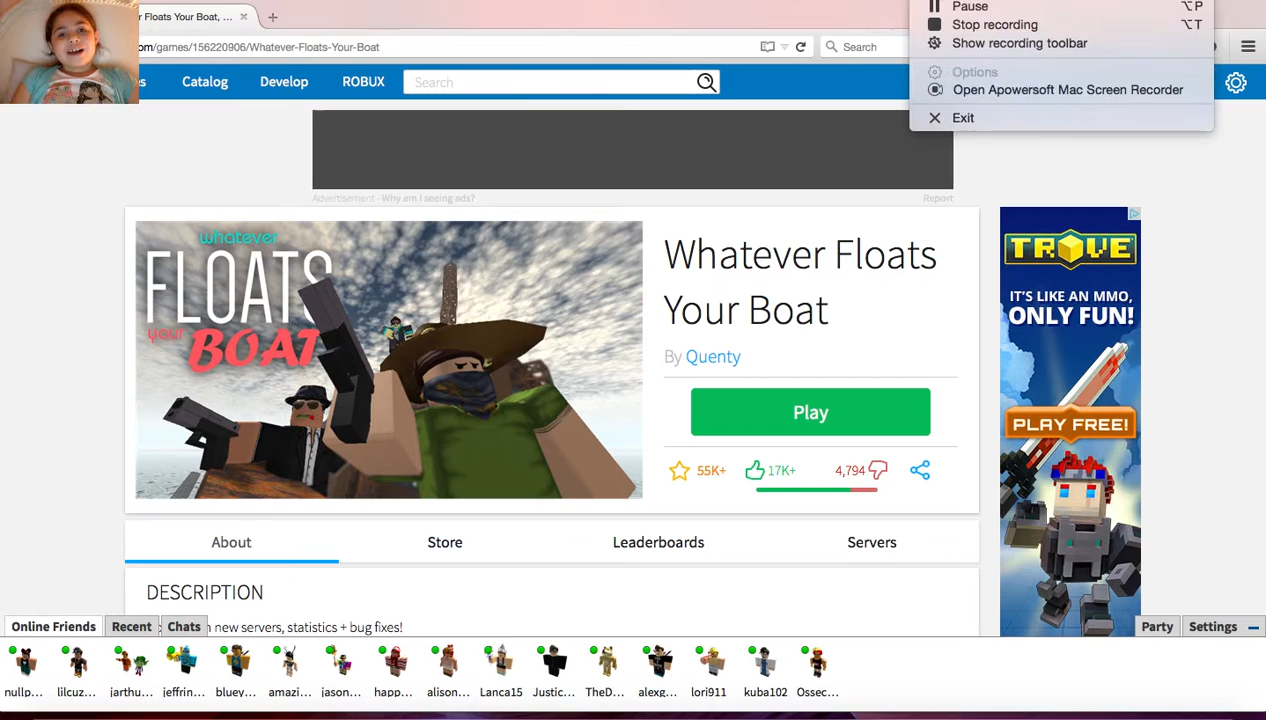 Pause ⌥P
r Floats Your Boat, ...
Stop recording ⌥T
Show recording toolbar
om/games/156220906/Whatever-Floats-Your-Boat
Search
Options
es Catalog Develop ROBUX Search
Open Apowersoft Mac Screen Recorder
Exit
Advertisement - Why am I seeing ads? Report
whatever
FLOATS
your
BOAT
Whatever Floats
Your Boat
By Quenty
Play
55K+ 17K+ 4,794
TROVE
IT'S LIKE AN MMO,
ONLY FUN!
PLAY FREE!
About Store Leaderboards Servers
DESCRIPTION
n new servers, statistics + bug fixes!
Online Friends Recent Chats Party Settings
nullp... lilcuz... jarthu... jeffrin... bluey... amazi... jason... happ... alison... Lanca15 Justic... TheD... alexg... lori911 kuba102 Ossec...